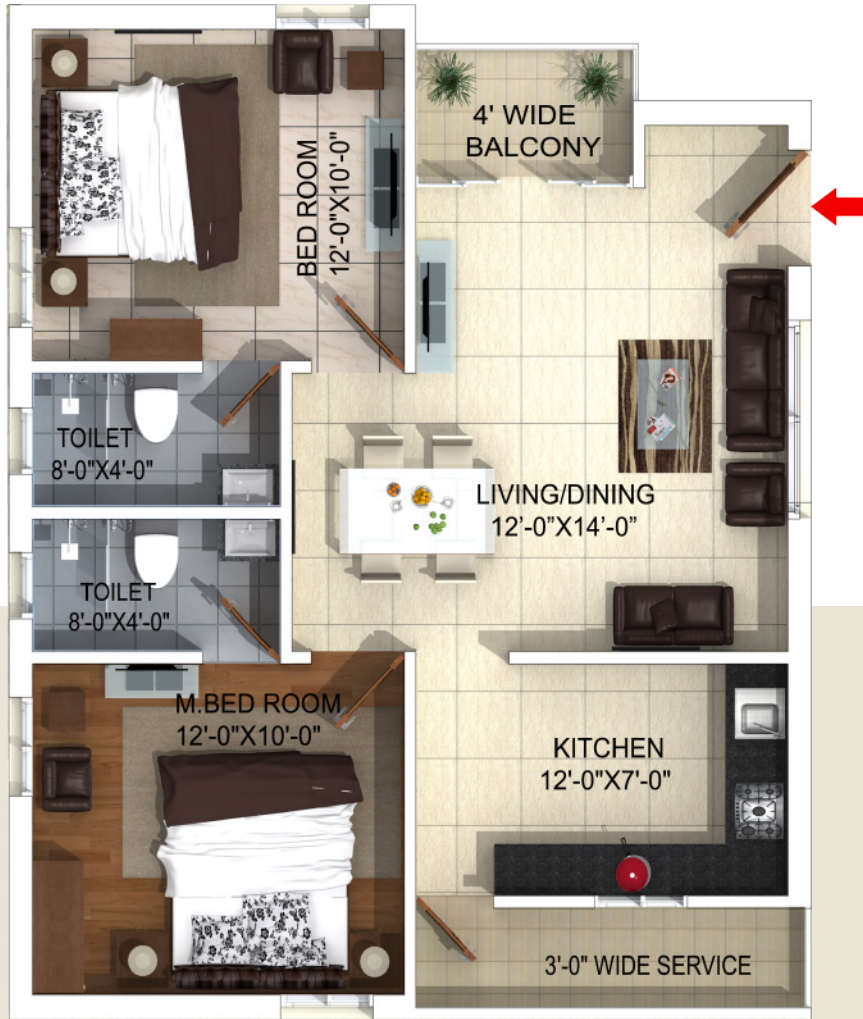 4' WIDE
BALCONY
BED ROOM
12'-0"X10'-0"
TOILET
8'-0"X4'-0"
LIVING/DINING
12'-0"X14'-0"
TOILET
8'-0"X4'-0"
M.BED ROOM
12'-0"X10'-0"
KITCHEN
12'-0"X7'-0"
3'-0" WIDE SERVICE